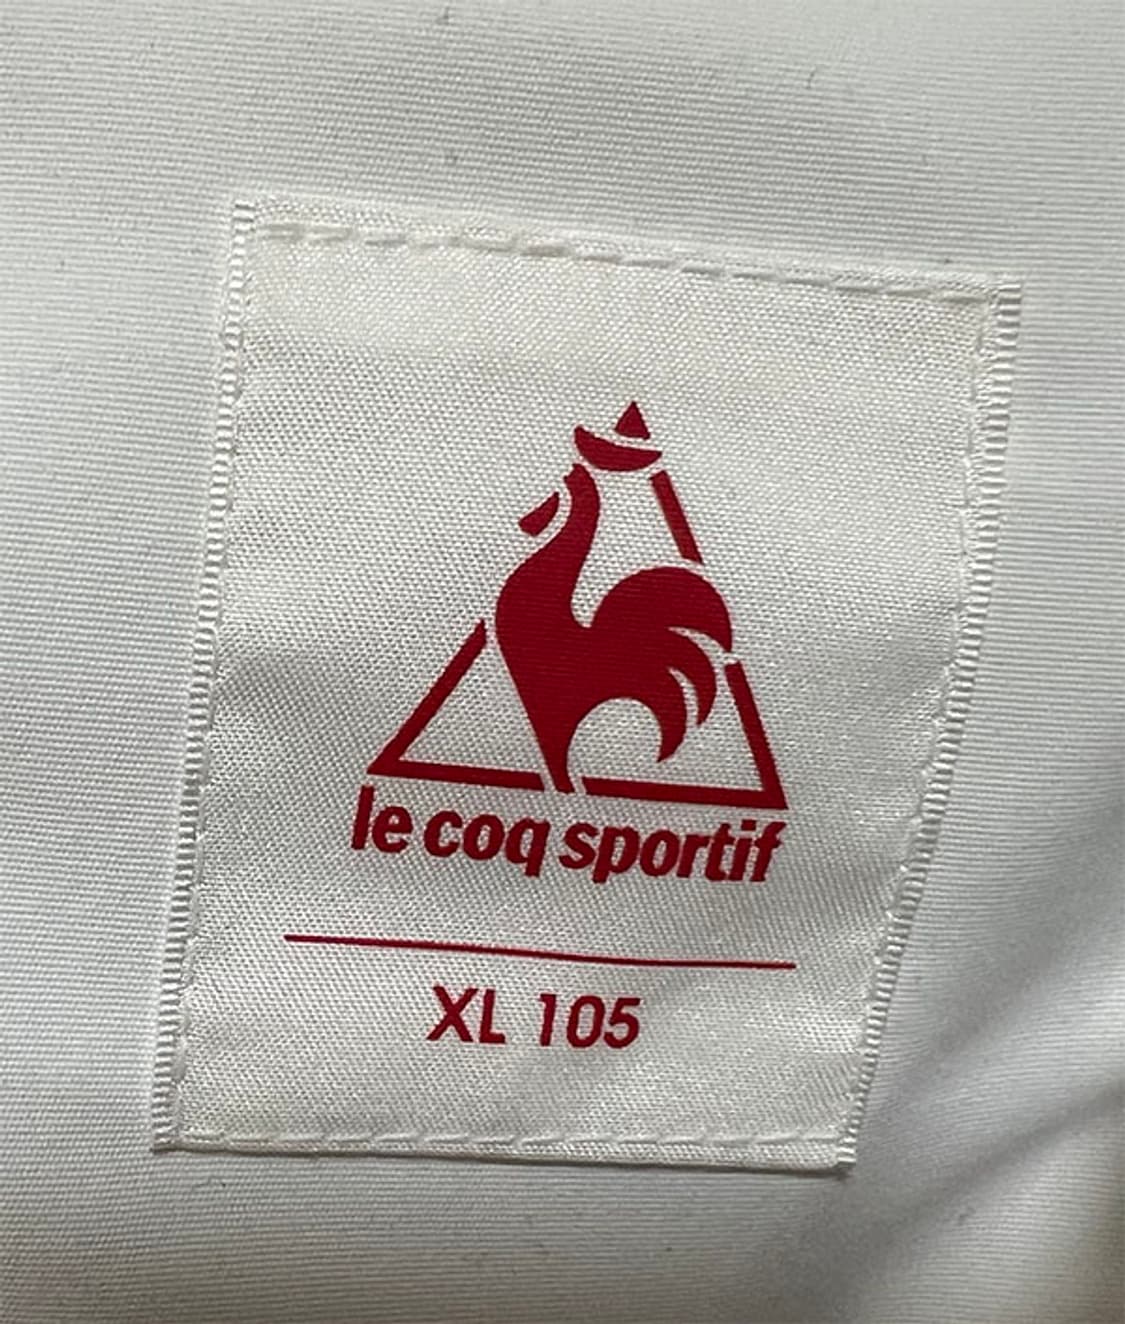 le coq sportif
XL 105